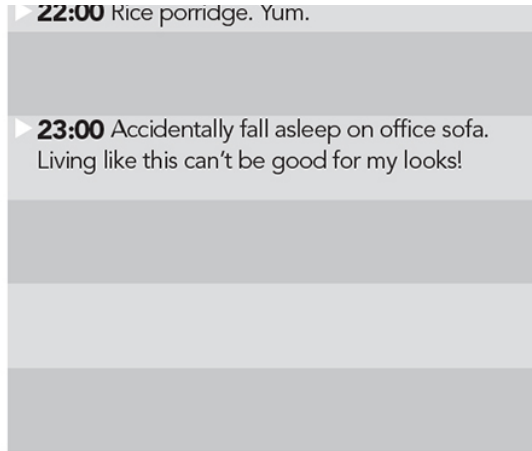 22:00 Rice porridge. Yum.
23:00 Accidentally fall asleep on office sofa.
Living like this can’t be good for my looks!